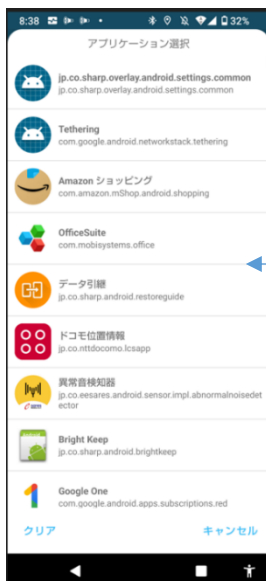 8:38 32%
アプリケーション選択
jp.co.sharp.overlay.android.settings.common
jp.co.sharp.overlay.android.settings.common
Tethering
com.google.android.networkstack.tethering
Amazon ショッピング
com.amazon.mShop.android.shopping
OfficeSuite
com.mobisystems.office
データ引継
jp.co.sharp.android.restoreguide
ドコモ位置情報
jp.co.nttdocomo.lcsapp
異常音検知器
jp.co.eesares.android.sensor.impl.abnormalnoisedet
ector
Bright Keep
jp.co.sharp.android.brightkeep
Google One
com.google.android.apps.subscriptions.red
クリア キャンセル